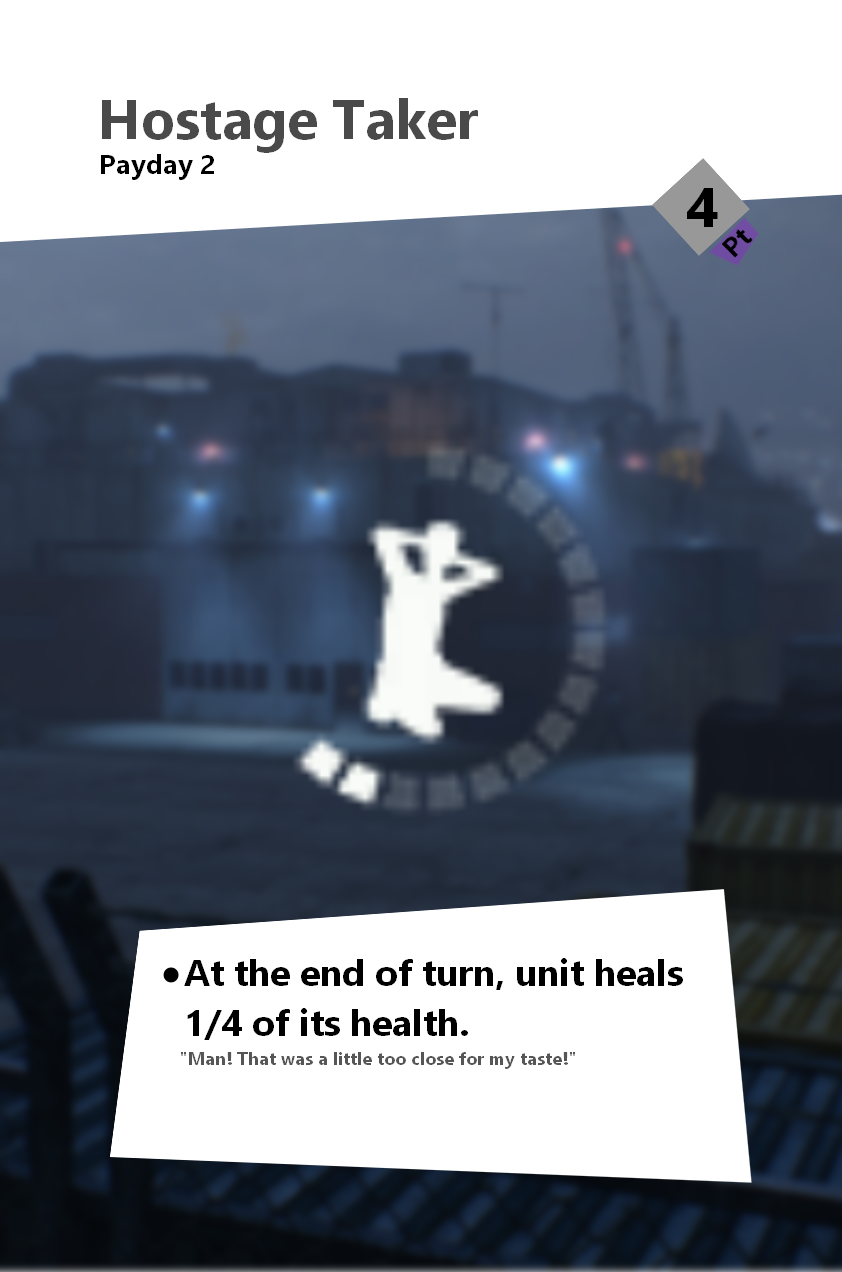 Hostage Taker
Payday 2
4
Pt
●At the end of turn, unit heals
1/4 of its health.
"Man! That was a little too close for my taste!"